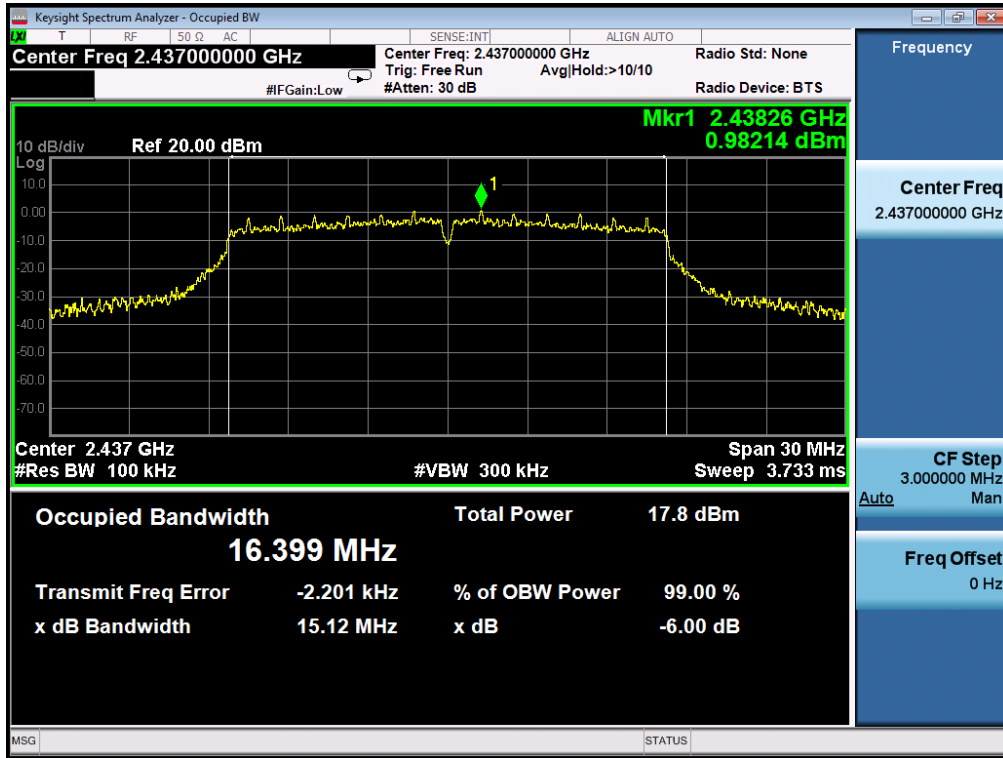 Keysight Spectrum Analyzer - Occupied BW
LXI T RF 50 Ω AC SENSE:INT ALIGN AUTO
Center Freq 2.437000000 GHz
Center Freq: 2.437000000 GHz Radio Std: None
Trig: Free Run Avg|Hold:>10/10
#IFGain:Low #Atten: 30 dB Radio Device: BTS
Mkr1 2.43826 GHz
0.98214 dBm
10 dB/div Ref 20.00 dBm
Log
10.0
0.00
-10.0
-20.0
-30.0
-40.0
-50.0
-60.0
-70.0
1
Center 2.437 GHz Span 30 MHz
#Res BW 100 kHz #VBW 300 kHz Sweep 3.733 ms
Occupied Bandwidth Total Power 17.8 dBm
16.399 MHz
Transmit Freq Error -2.201 kHz % of OBW Power 99.00 %
x dB Bandwidth 15.12 MHz x dB -6.00 dB
MSG STATUS
Frequency
Center Freq
2.437000000 GHz
CF Step
3.000000 MHz
Auto Man
Freq Offset
0 Hz